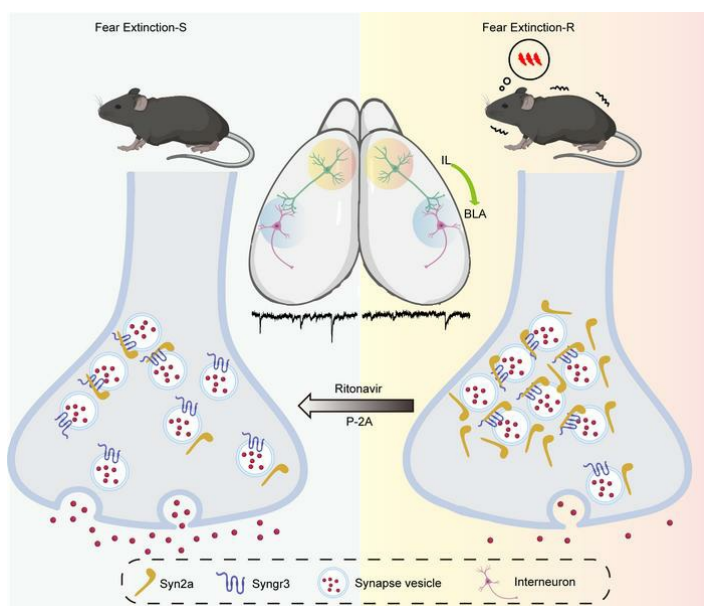 Fear Extinction-S
Fear Extinction-R
IL
BLA
Ritonavir
P-2A
Syn2a
Syngr3
Synapse vesicle
Interneuron